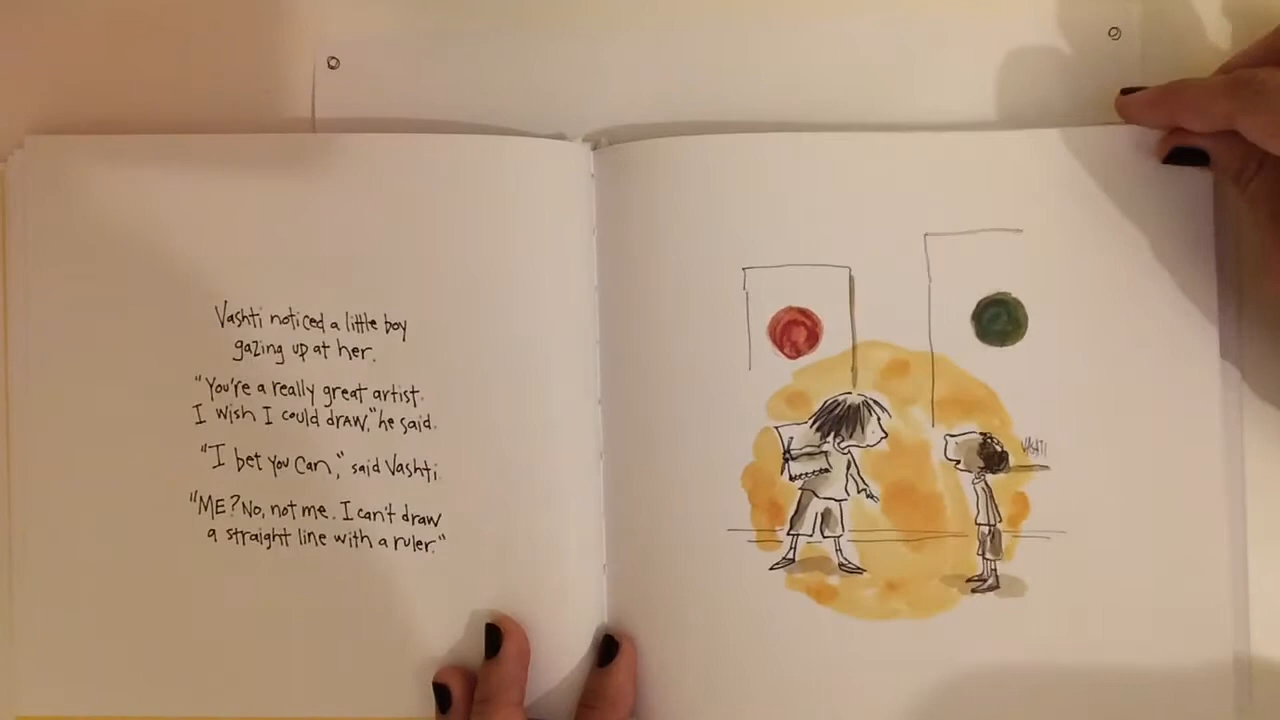 Vashti noticed a little boy
gazing up at her.
"You're a really great artist.
I wish I could draw," he said.
"I bet you can," said Vashti.
"ME? No, not me. I can't draw
a straight line with a ruler."
VASHTI